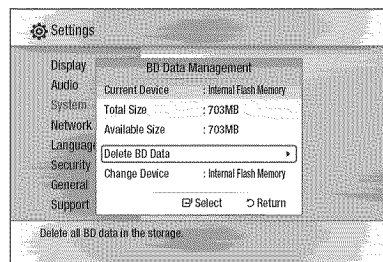 Settings
Display
Audio
System
Network
Language
Security
General
Support
BD Data Management
Current Device : Internal Flash Memory
Total Size : 703MB
Available Size : 703MB
Delete BD Data
Change Device : Internal Flash Memory
Select Return
Delete all BD data in the storage.